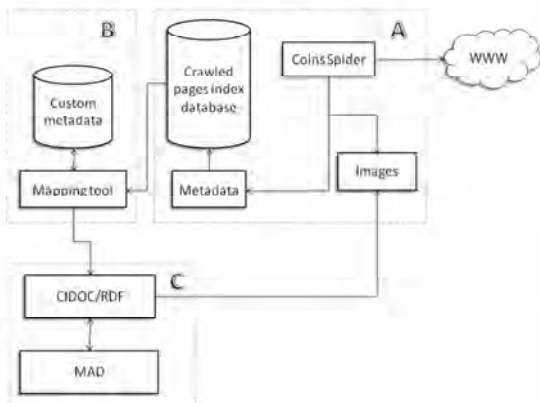 B
A
Custom
metadata
Crawled
pages index
database
CoinsSpider
WWW
Mapping tool
Metadata
Images
C
CIDOC/RDF
MAD